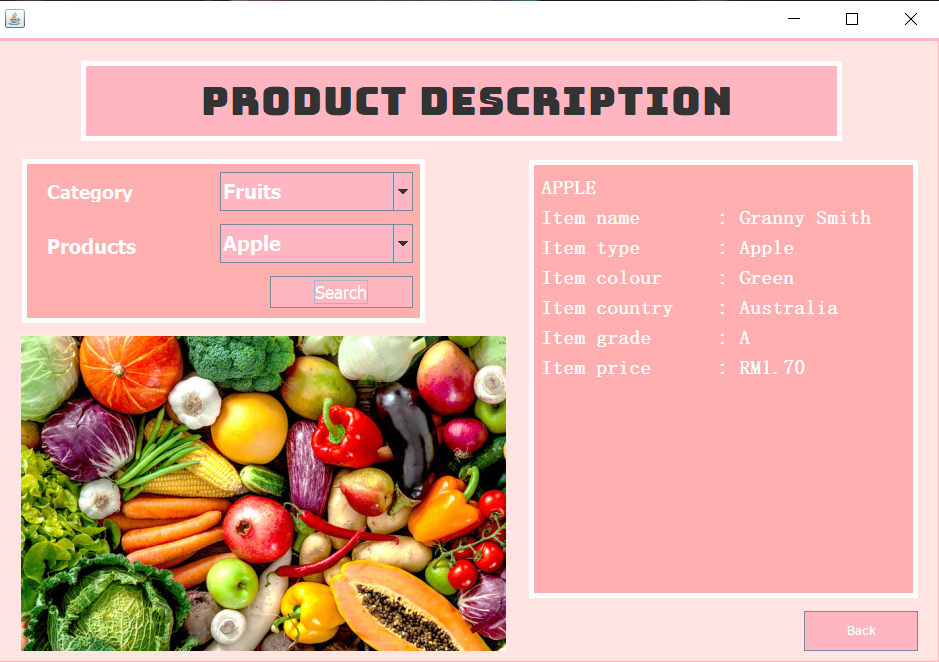 PRODUCT DESCRIPTION
Category
Fruits
Products
Apple
Search
APPLE
Item name : Granny Smith
Item type : Apple
Item colour : Green
Item country : Australia
Item grade : A
Item price : RM1.70
Back